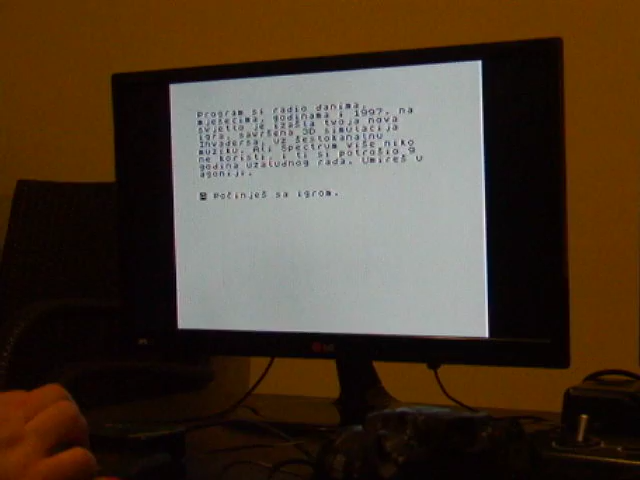 Program si radio danima,
mjesecima, godinama i 1997. na
svjetlo je izašla twoja nova
igra, savršena 3D simulacija
Invadersa, uz šestokanalnu
muziku. Ali Spectrum više niko
ne koristi, i ti si potrošio 9
godina uzaludnog rada. Umireš u
agoniji.
Počinješ sa igrom.
LG